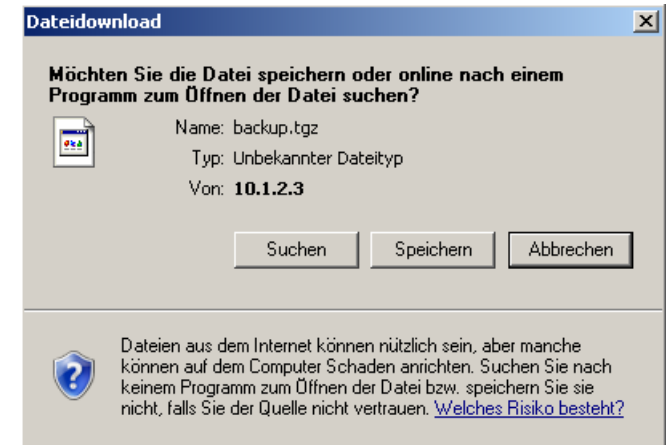 Dateidownload
Möchten Sie die Datei speichern oder online nach einem
Programm zum Öffnen der Datei suchen?
Name: backup.tgz
Typ: Unbekannter Dateityp
Von: 10.1.2.3
Suchen Speichern Abbrechen
Dateien aus dem Internet können nützlich sein, aber manche
können auf dem Computer Schaden anrichten. Suchen Sie nach
keinem Programm zum Öffnen der Datei bzw. speichern Sie sie
nicht, falls Sie der Quelle nicht vertrauen. Welches Risiko besteht?